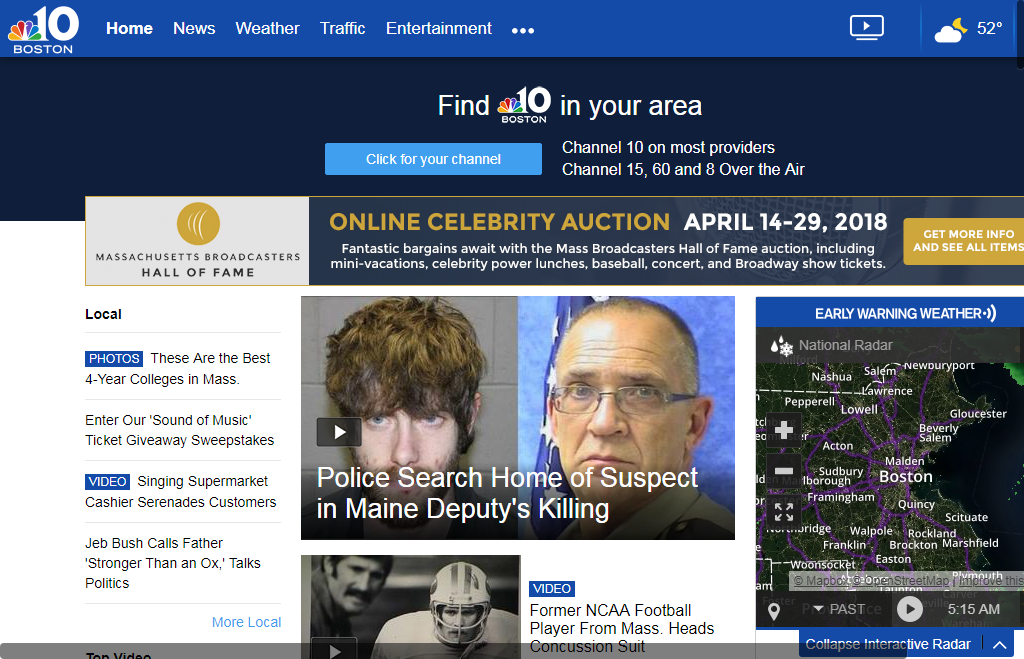 10
BOSTON
Home News Weather Traffic Entertainment
52°
Find 10 BOSTON in your area
Click for your channel
Channel 10 on most providers
Channel 15, 60 and 8 Over the Air
MASSACHUSETTS BROADCASTERS
HALL OF FAME
ONLINE CELEBRITY AUCTION APRIL 14-29, 2018
Fantastic bargains await with the Mass Broadcasters Hall of Fame auction, including
mini-vacations, celebrity power lunches, baseball, concert, and Broadway show tickets.
GET MORE INFO
AND SEE ALL ITEMS
Local
PHOTOS These Are the Best
4-Year Colleges in Mass.
Enter Our 'Sound of Music'
Ticket Giveaway Sweepstakes
VIDEO Singing Supermarket
Cashier Serenades Customers
Jeb Bush Calls Father
'Stronger Than an Ox,' Talks
Politics
More Local
Top Video
Police Search Home of Suspect
in Maine Deputy's Killing
VIDEO
Former NCAA Football
Player From Mass. Heads
Concussion Suit
EARLY WARNING WEATHER
National Radar
Newburyport
Salem
Nashua
Lawrence
Pepperell
Lowell
Gloucester
Beverly
Salem
Acton
Malden
Sudbury
Boston
Framingham
Quincy
Scituate
Walpole
Rockland
Franklin
Brockton
Marshfield
Easton
Woonsocket
© Mapbox © OpenStreetMap | Improve this
Plymouth
Taunton
Carver
Providence
PAST
5:15 AM
Collapse Interactive Radar